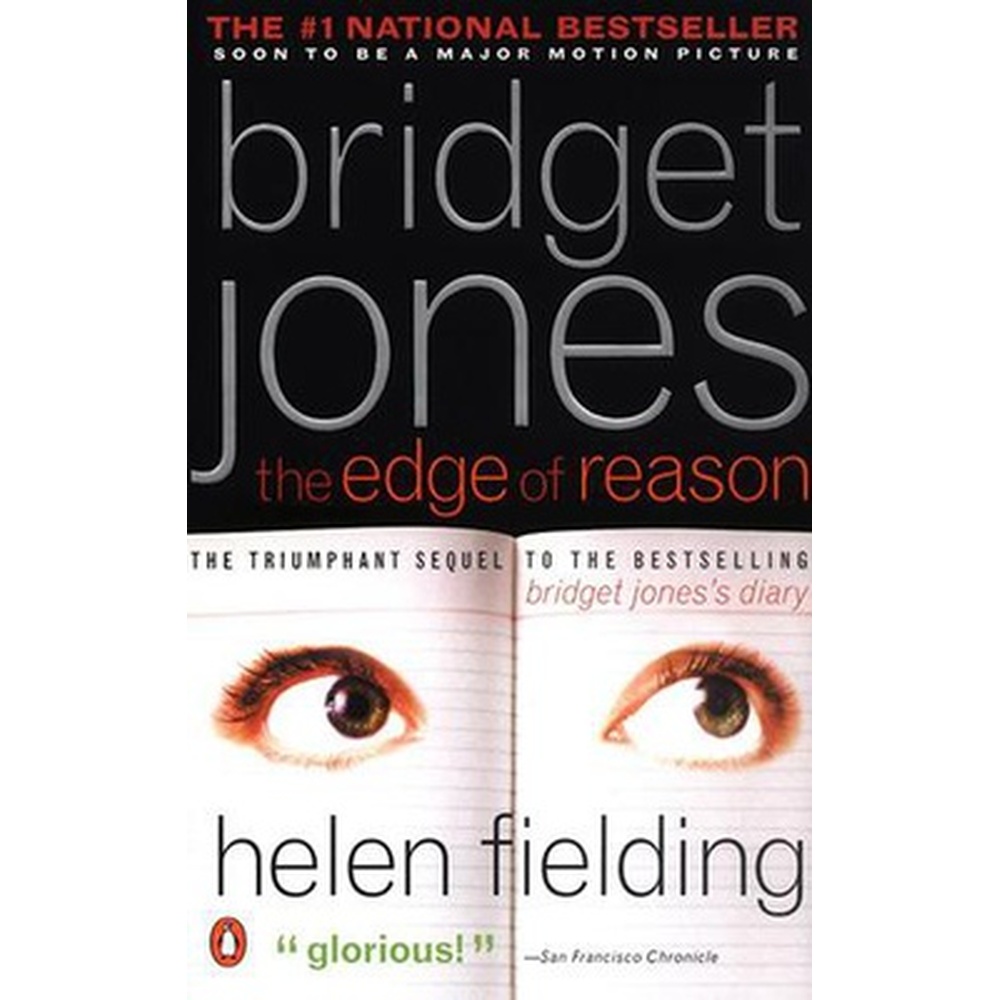 THE #1 NATIONAL BESTSELLER
SOON TO BE A MAJOR MOTION PICTURE
bridget
jones
the edge of reason
THE TRIUMPHANT SEQUEL TO THE BESTSELLING
bridget jones's diary
helen fielding
“glorious!” —San Francisco Chronicle